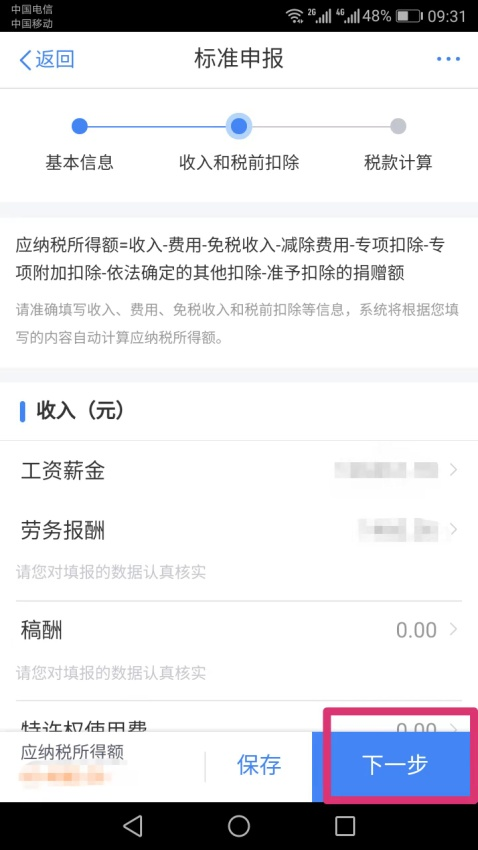 中国电信
中国移动
2G 4G 48% 09:31
返回 标准申报
基本信息 收入和税前扣除 税款计算
应纳税所得额=收入-费用-免税收入-减除费用-专项扣除-专
项附加扣除-依法确定的其他扣除-准予扣除的捐赠额
请准确填写收入、费用、免税收入和税前扣除等信息，系统将根据您填
写的内容自动计算应纳税所得额。
收入（元）
工资薪金
劳务报酬
请您对填报的数据认真核实
稿酬 0.00
请您对填报的数据认真核实
特许权使用费 0.00
应纳税所得额
保存 下一步